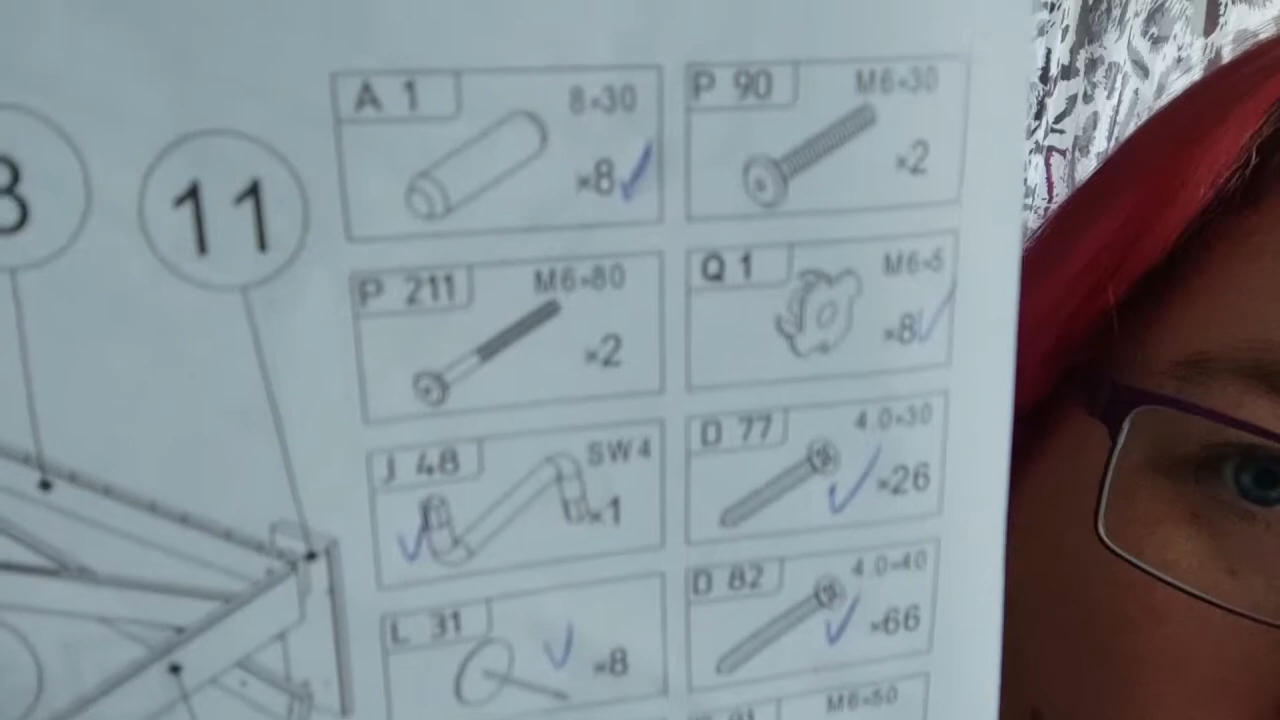 11
A 1
8×30
×8
P 90
M6×30
×2
P 211
M6×80
×2
Q 1
M6×5
×8
J 48
SW4
×1
D 77
4.0×30
×26
L 31
×8
D 82
4.0×40
×66
M6×50